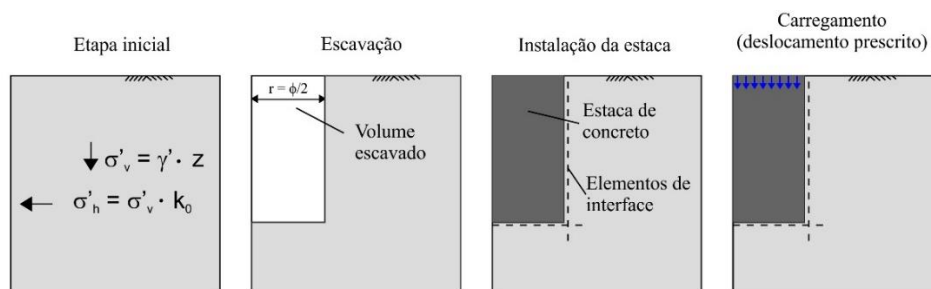 Etapa inicial
σ'v = γ' · z
σ'h = σ'v · k0
Escavação
r = ϕ/2
Volume
escavado
Instalação da estaca
Estaca de
concreto
Elementos de
interface
Carregamento
(deslocamento prescrito)